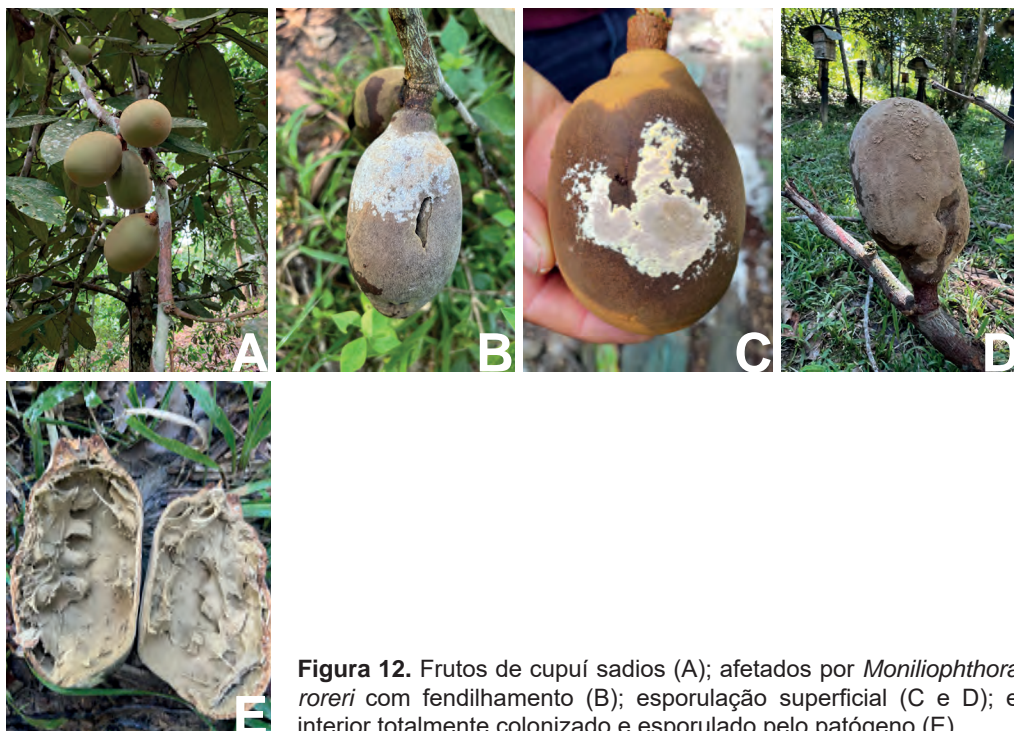 A
B
C
D
E
Figura 12. Frutos de cupuí sadios (A); afetados por Moniliophthora
roreri com fendilhamento (B); esporulação superficial (C e D); e
interior totalmente colonizado e esporulado pelo patógeno (E).